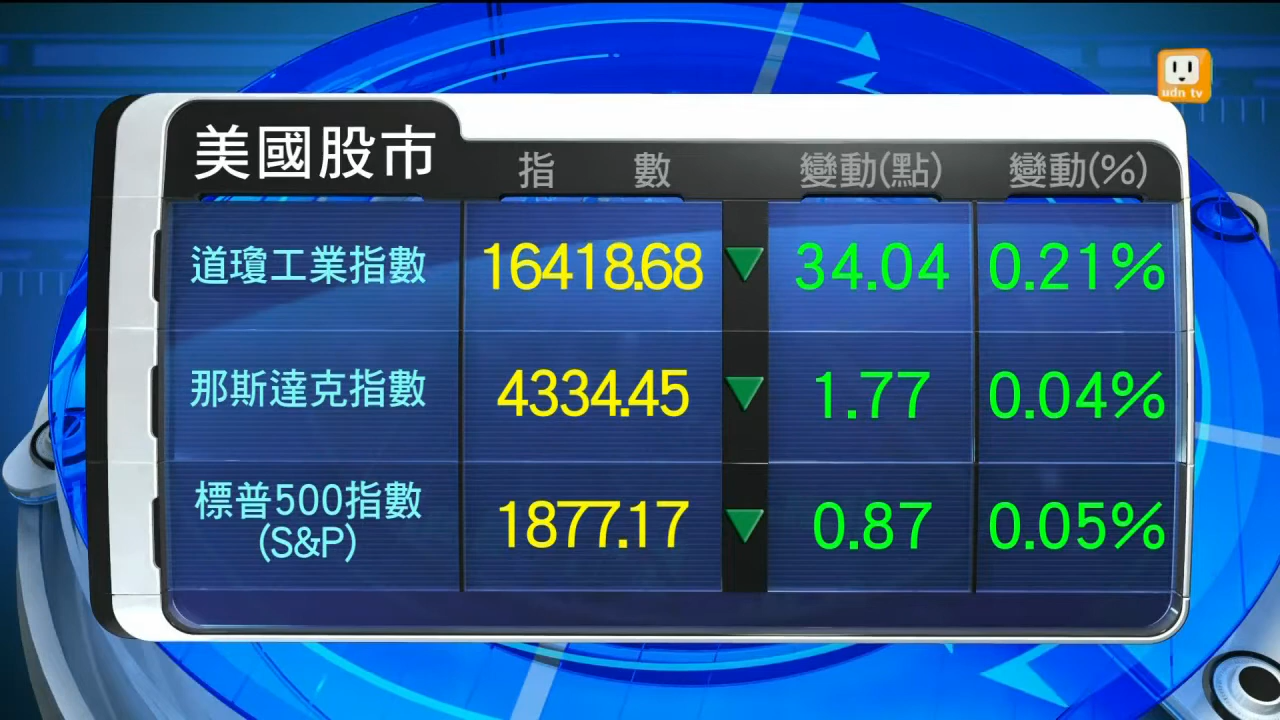 udn tv
美國股市 指數 變動(點) 變動(%)
道瓊工業指數 16418.68 ▼ 34.04 0.21%
那斯達克指數 4334.45 ▼ 1.77 0.04%
標普500指數
(S&P) 1877.17 ▼ 0.87 0.05%